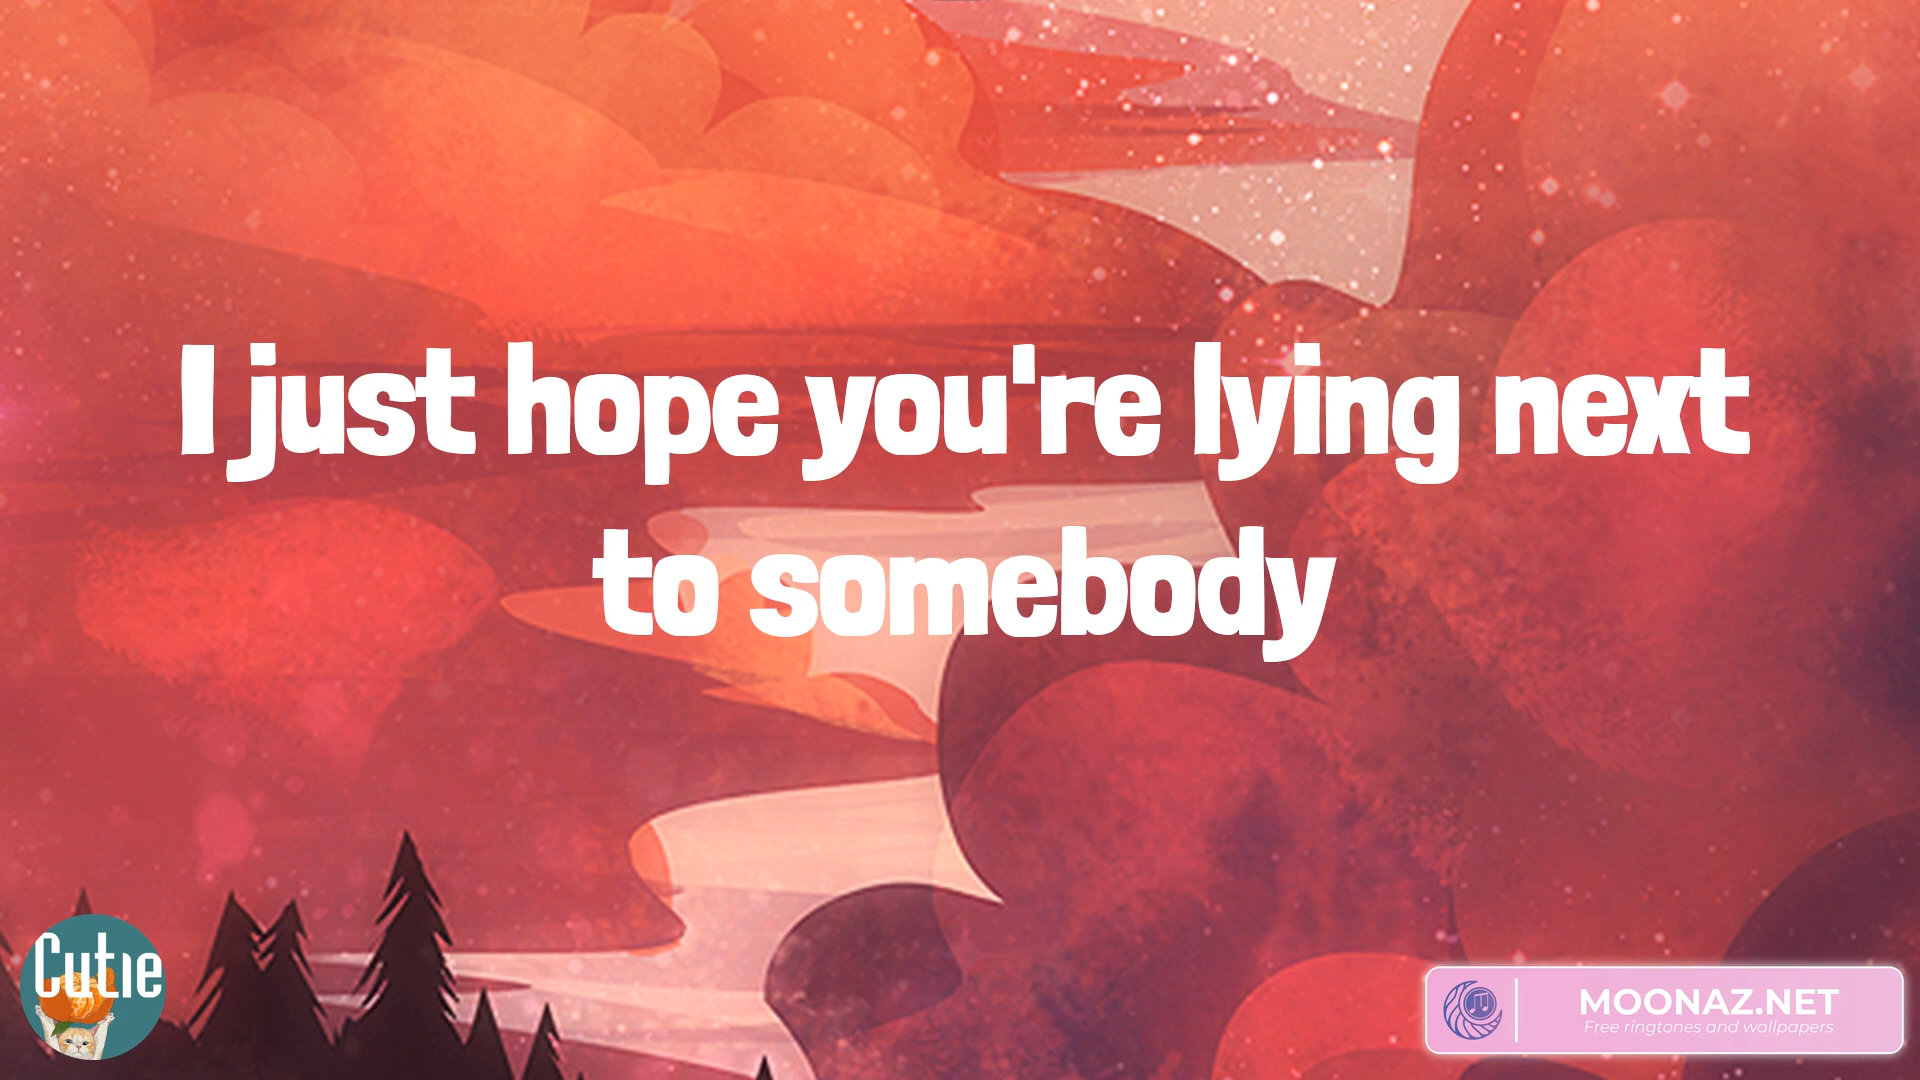 I just hope you're lying next
to somebody
Cutie
MOONAZ.NET
Free ringtones and wallpapers